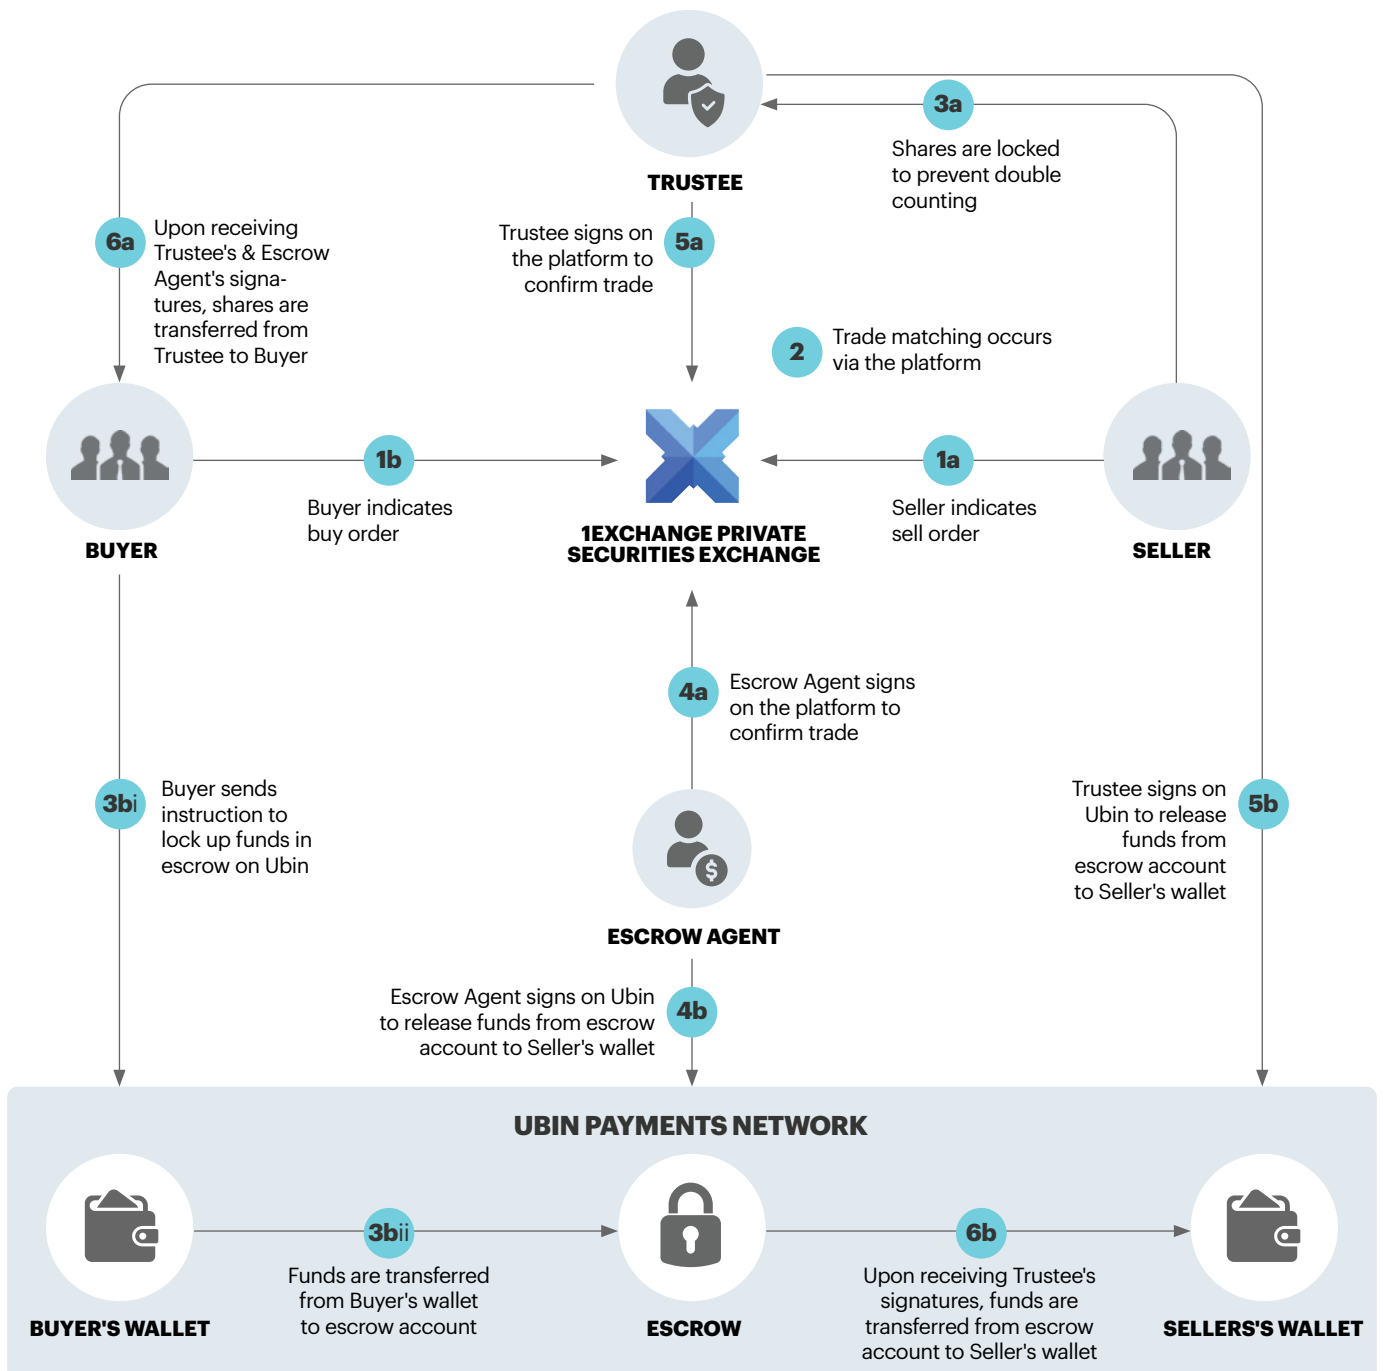 3a
Shares are locked
to prevent double
counting
TRUSTEE
6a
Upon receiving
Trustee's & Escrow
Agent's signa-
tures, shares are
transferred from
Trustee to Buyer
Trustee signs on
the platform to
confirm trade
5a
2
Trade matching occurs
via the platform
1b
Buyer indicates
buy order
1a
Seller indicates
sell order
BUYER
1EXCHANGE PRIVATE
SECURITIES EXCHANGE
SELLER
4a
Escrow Agent signs
on the platform to
confirm trade
3bi
Buyer sends
instruction to
lock up funds in
escrow on Ubin
Trustee signs on
Ubin to release
funds from
escrow account
to Seller's wallet
5b
$
ESCROW AGENT
Escrow Agent signs on Ubin
to release funds from escrow
account to Seller's wallet
4b
UBIN PAYMENTS NETWORK
3bii
Funds are transferred
from Buyer's wallet
to escrow account
6b
Upon receiving Trustee's
signatures, funds are
transferred from escrow
account to Seller's wallet
BUYER'S WALLET
ESCROW
SELLERS'S WALLET